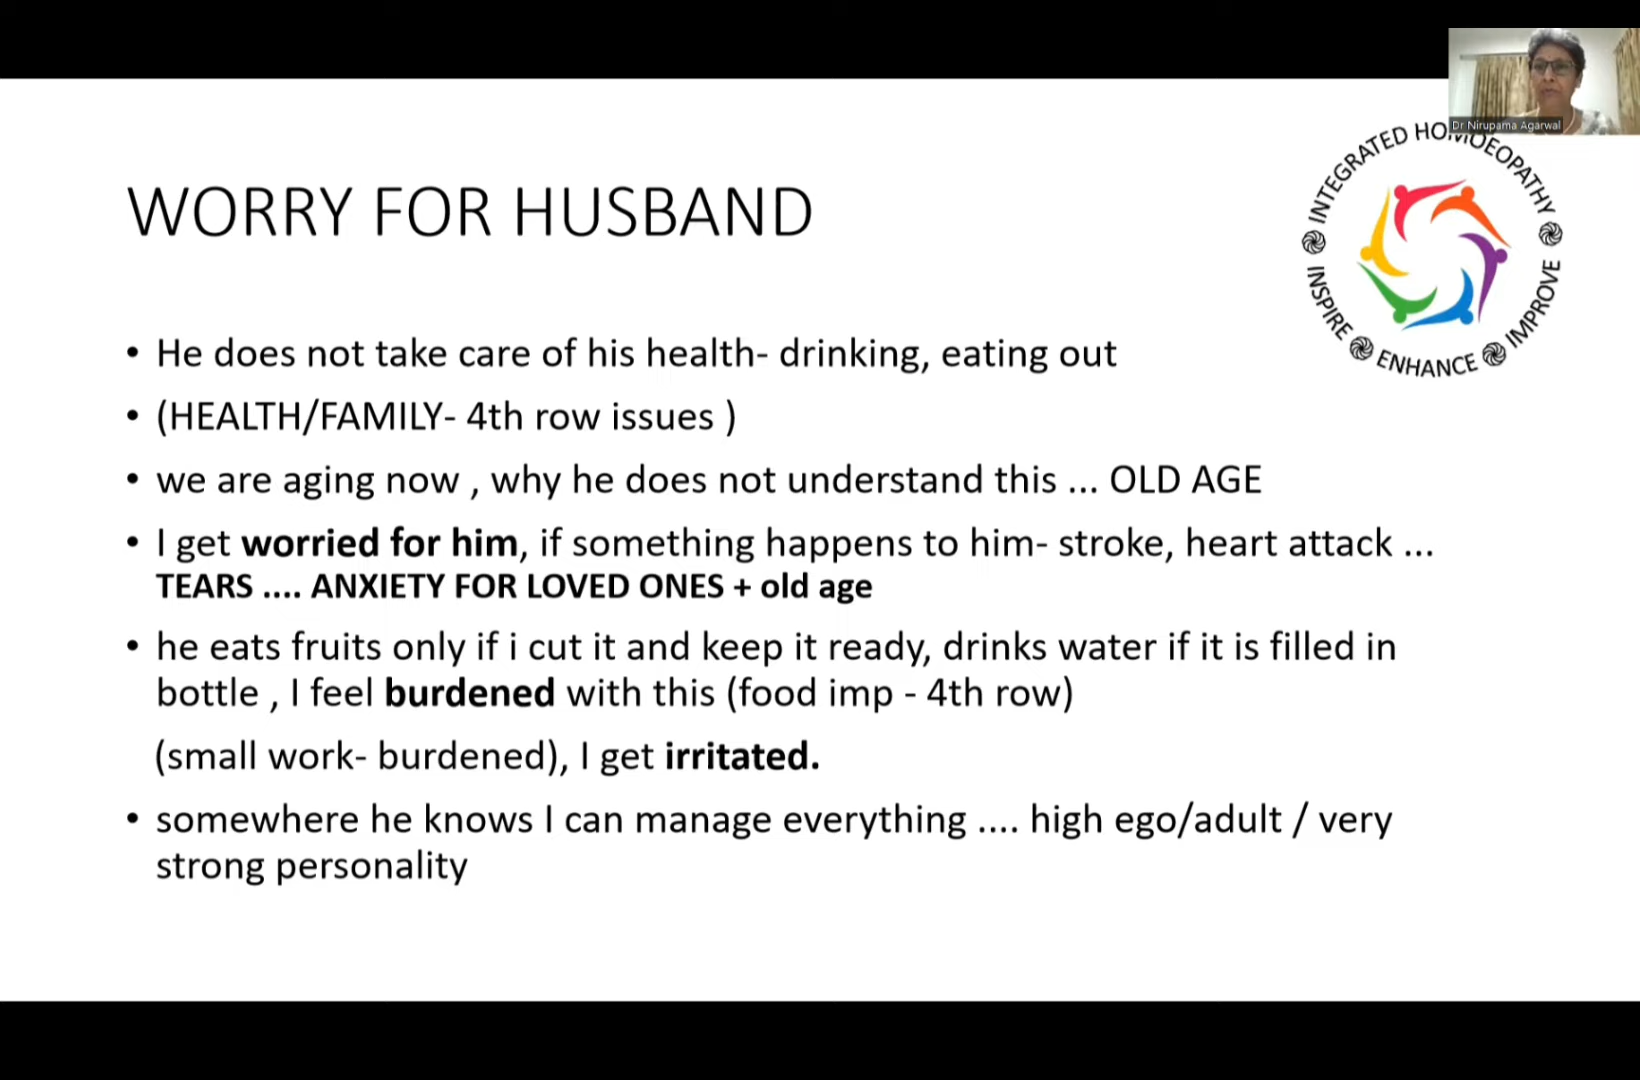 Dr Nirupama Agarwal
INTEGRATED HOMOEOPATHY
INSPIRE
ENHANCE
IMPROVE
WORRY FOR HUSBAND
• He does not take care of his health- drinking, eating out
• (HEALTH/FAMILY- 4th row issues )
• we are aging now , why he does not understand this ... OLD AGE
• I get worried for him, if something happens to him- stroke, heart attack ...
TEARS .... ANXIETY FOR LOVED ONES + old age
• he eats fruits only if i cut it and keep it ready, drinks water if it is filled in
bottle , I feel burdened with this (food imp - 4th row)
(small work- burdened), I get irritated.
• somewhere he knows I can manage everything .... high ego/adult / very
strong personality